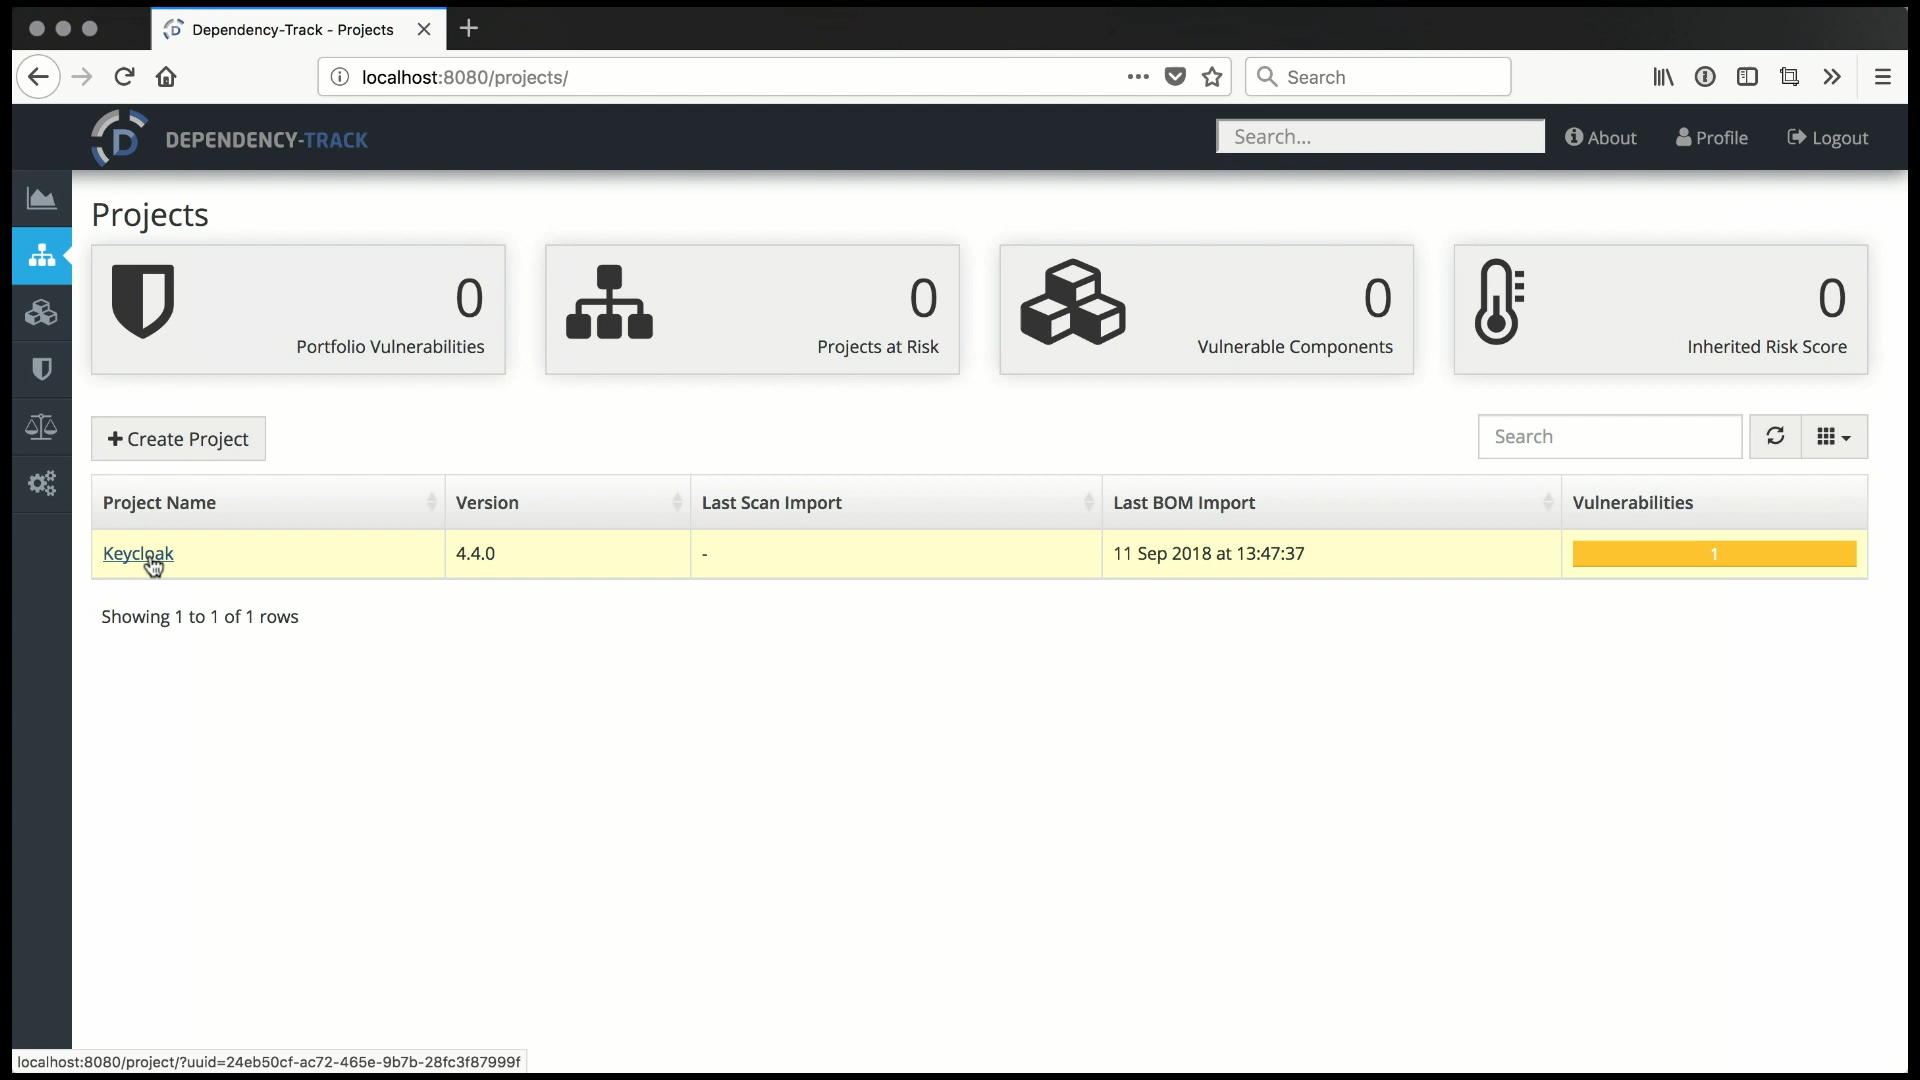 Dependency-Track - Projects
localhost:8080/projects/
Search
DEPENDENCY-TRACK
Search...
About
Profile
Logout
Projects
0
Portfolio Vulnerabilities
0
Projects at Risk
0
Vulnerable Components
0
Inherited Risk Score
Create Project
Search
Project Name Version Last Scan Import Last BOM Import Vulnerabilities
Keycloak 4.4.0 - 11 Sep 2018 at 13:47:37 1
Showing 1 to 1 of 1 rows
localhost:8080/project/?uuid=24eb50cf-ac72-465e-9b7b-28fc3f87999f